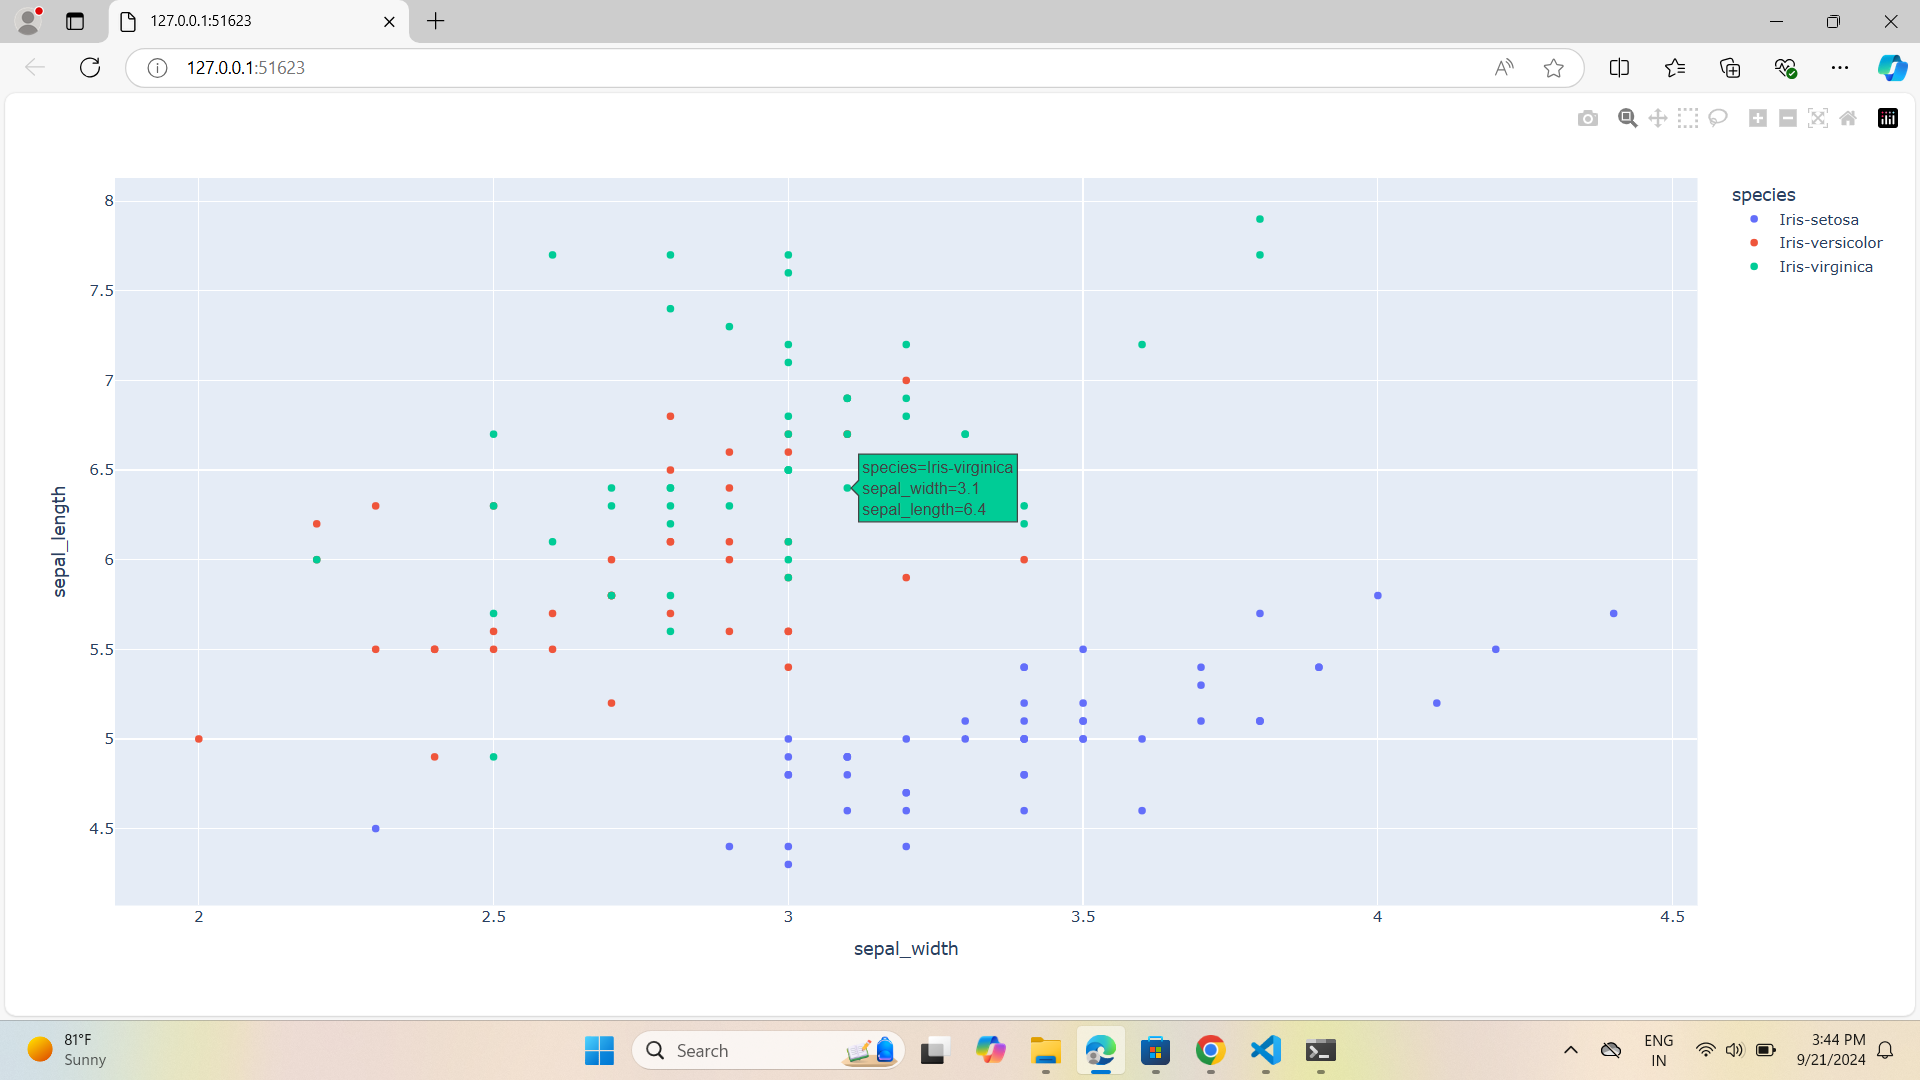 127.0.0.1:51623
127.0.0.1:51623
species
Iris-setosa
Iris-versicolor
Iris-virginica
8
7.5
7
6.5
6
5.5
5
4.5
sepal_length
species=Iris-virginica
sepal_width=3.1
sepal_length=6.4
2
2.5
3
3.5
4
4.5
sepal_width
81°F
Sunny
Search
ENG
IN
3:44 PM
9/21/2024